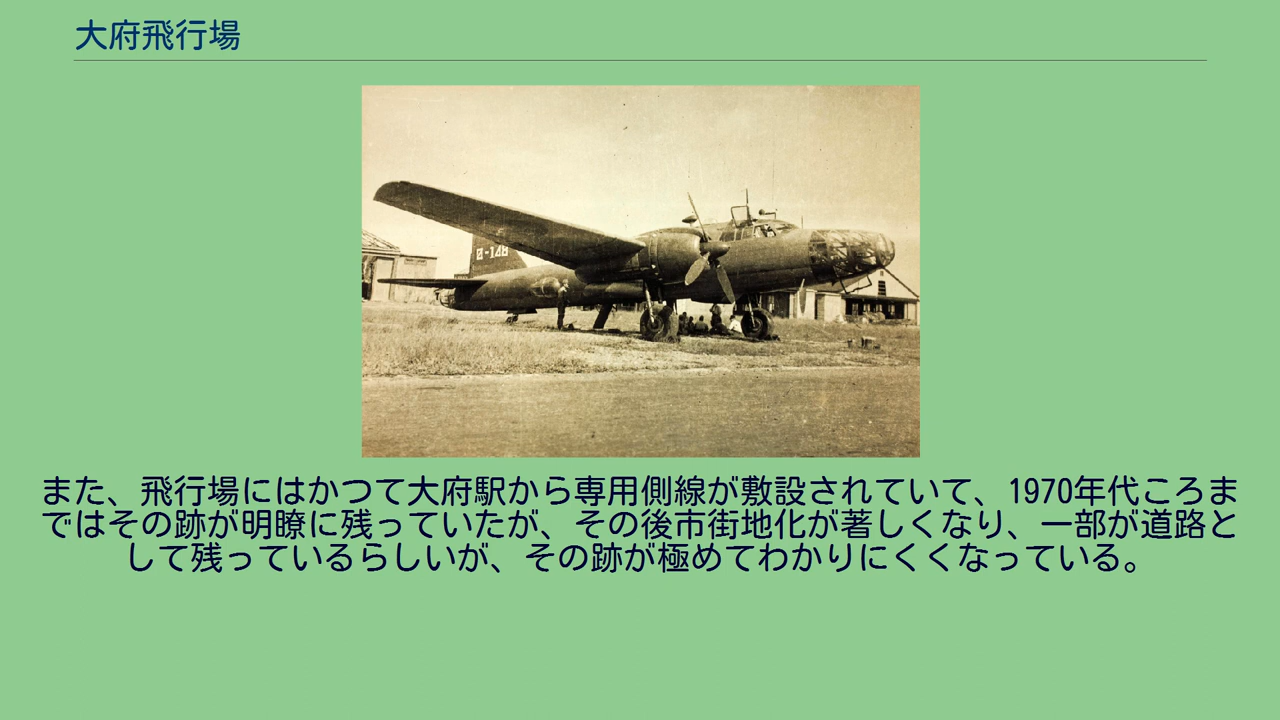 大府飛行場
Ø-148
また、飛行場にはかつて大府駅から専用側線が敷設されていて、1970年代ころま
ではその跡が明瞭に残っていたが、その後市街地化が著しくなり、一部が道路と
して残っているらしいが、その跡が極めてわかりにくくなっている。